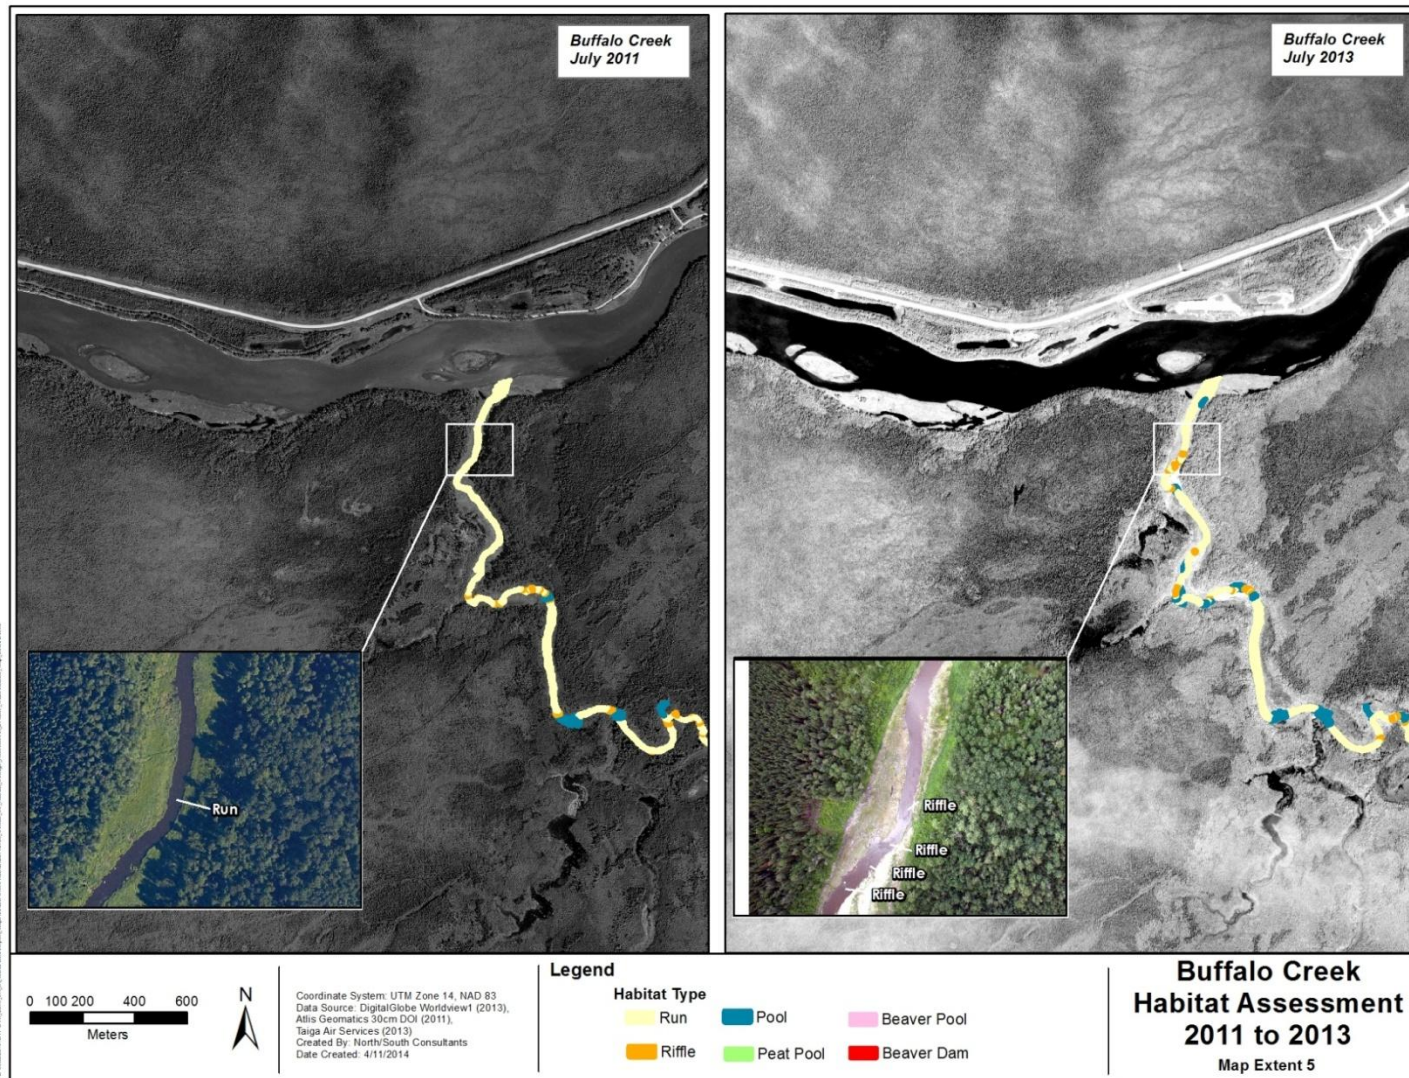 Buffalo Creek
July 2011
Buffalo Creek
July 2013
Run
Riffle
Riffle
Riffle
Riffle
0 100 200 400 600
Meters
N
Coordinate System: UTM Zone 14, NAD 83
Data Source: DigitalGlobe Worldview1 (2013),
Atlis Geomatics 30cm DOI (2011),
Taiga Air Services (2013)
Created By: North/South Consultants
Date Created: 4/11/2014
Legend
Habitat Type
Run
Pool
Beaver Pool
Riffle
Peat Pool
Beaver Dam
Buffalo Creek
Habitat Assessment
2011 to 2013
Map Extent 5